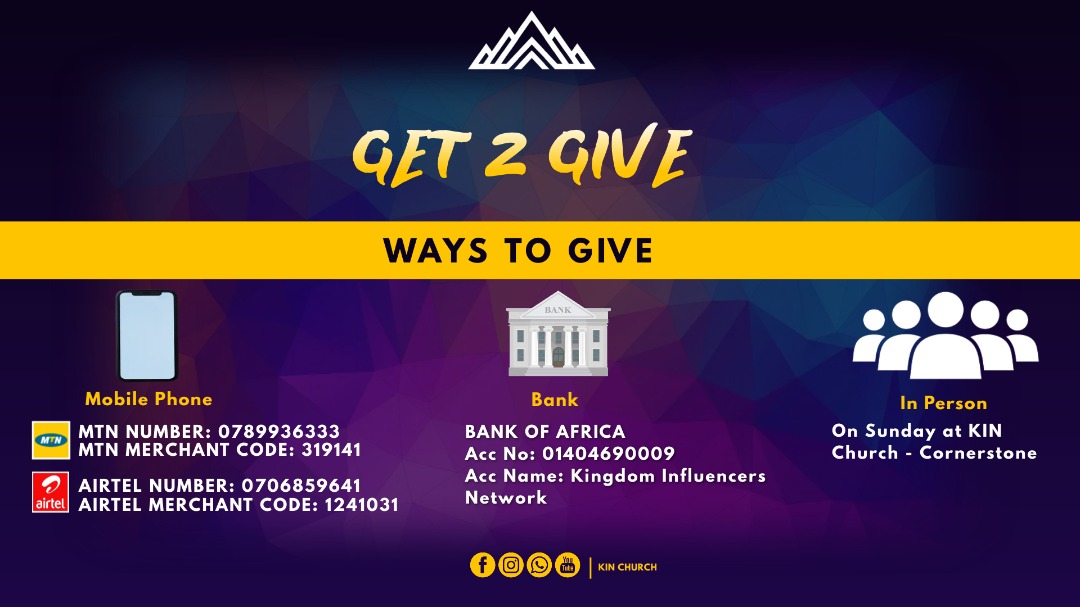 GET 2 GIVE
WAYS TO GIVE
BANK
Mobile Phone
MTN
MTN NUMBER: 0789936333
MTN MERCHANT CODE: 319141
airtel
AIRTEL NUMBER: 0706859641
AIRTEL MERCHANT CODE: 1241031
Bank
BANK OF AFRICA
Acc No: 01404690009
Acc Name: Kingdom Influencers
Network
In Person
On Sunday at KIN
Church - Cornerstone
You
Tube
KIN CHURCH